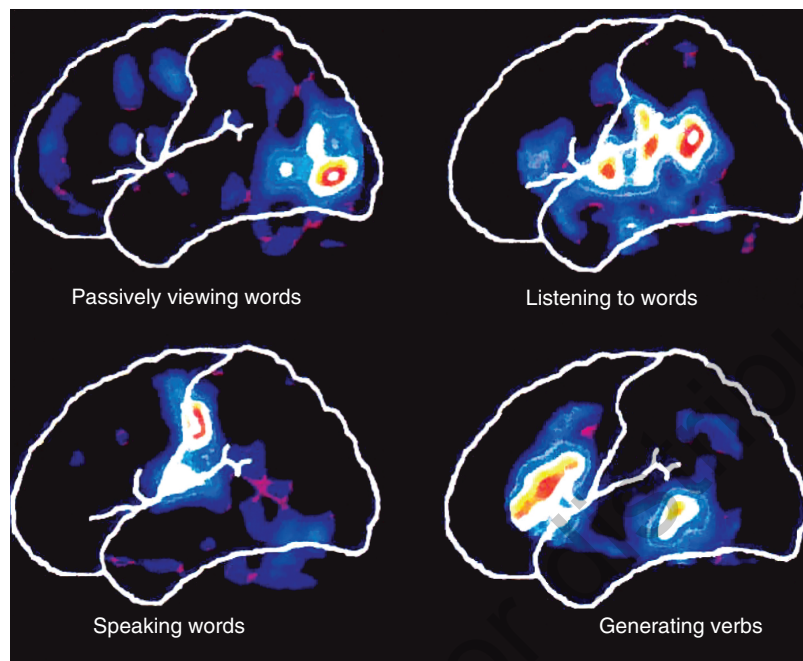 Passively viewing words
Listening to words
Speaking words
Generating verbs